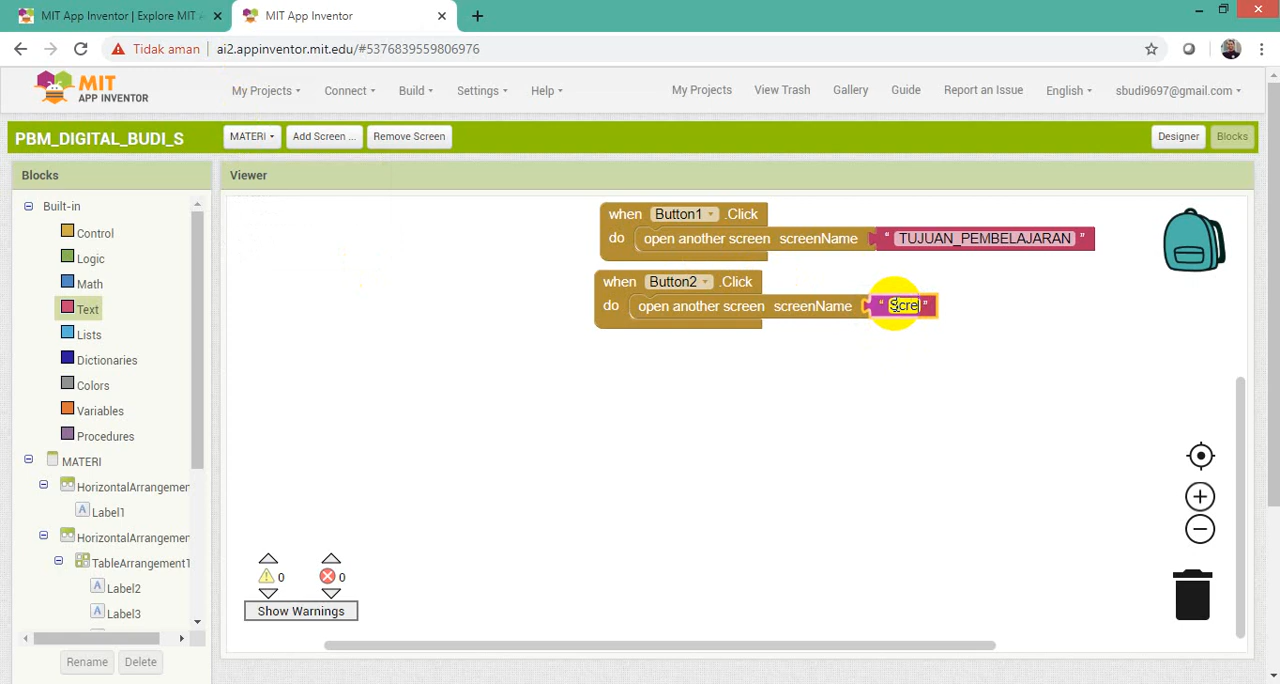 MIT App Inventor | Explore MIT A
MIT App Inventor
Tidak aman
ai2.appinventor.mit.edu/#5376839559806976
MIT
APP INVENTOR
My Projects
Connect
Build
Settings
Help
My Projects
View Trash
Gallery
Guide
Report an Issue
English
sbudi9697@gmail.com
PBM_DIGITAL_BUDI_S
MATERI
Add Screen ...
Remove Screen
Designer
Blocks
Blocks
Viewer
Built-in
Control
Logic
Math
Text
Lists
Dictionaries
Colors
Variables
Procedures
MATERI
HorizontalArrangemen
Label1
HorizontalArrangemen
TableArrangement1
Label2
Label3
Rename
Delete
when Button1 .Click
do open another screen screenName " TUJUAN_PEMBELAJARAN "
when Button2 .Click
do open another screen screenName " Scre "
0
0
Show Warnings